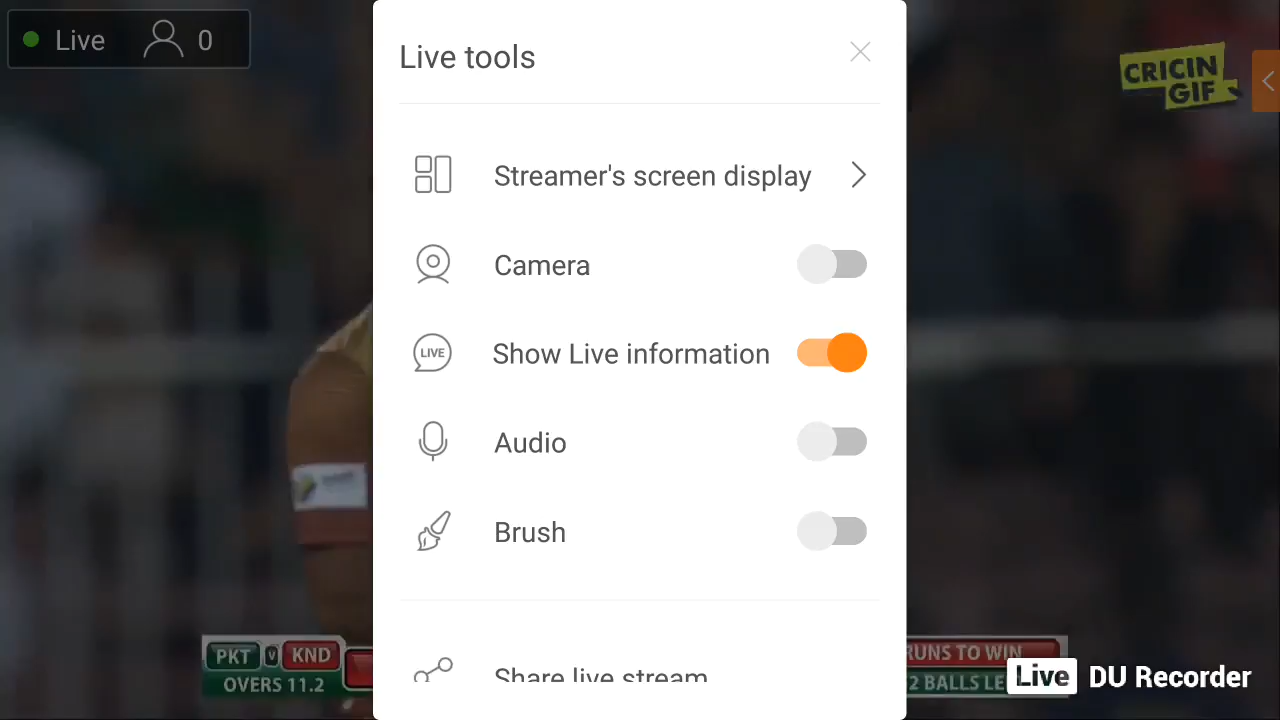 Live 0
Live tools
CRICIN
GIF
Streamer's screen display
Camera
LIVE
Show Live information
Audio
Brush
Share live stream
PKT v KND
OVERS 11.2
RUNS TO WIN
2 BALLS LE
Live DU Recorder